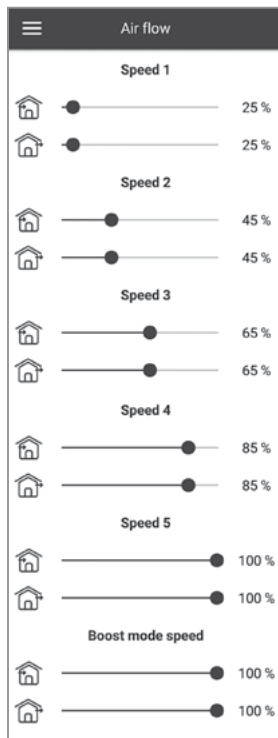 Air flow
Speed 1
25 %
25 %
Speed 2
45 %
45 %
Speed 3
65 %
65 %
Speed 4
85 %
85 %
Speed 5
100 %
100 %
Boost mode speed
100 %
100 %